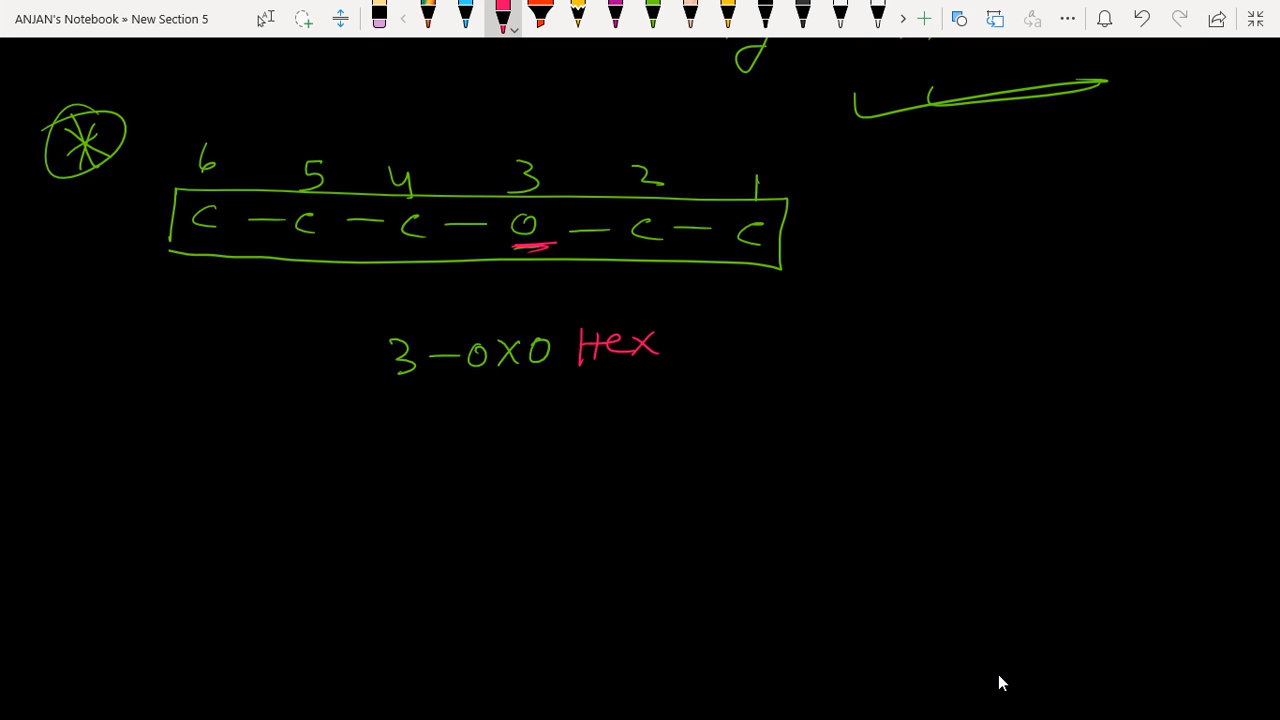 ANJAN's Notebook » New Section 5
6 5 4 3 2 1
C — C — C — O — C — C
3 — OXO Hex